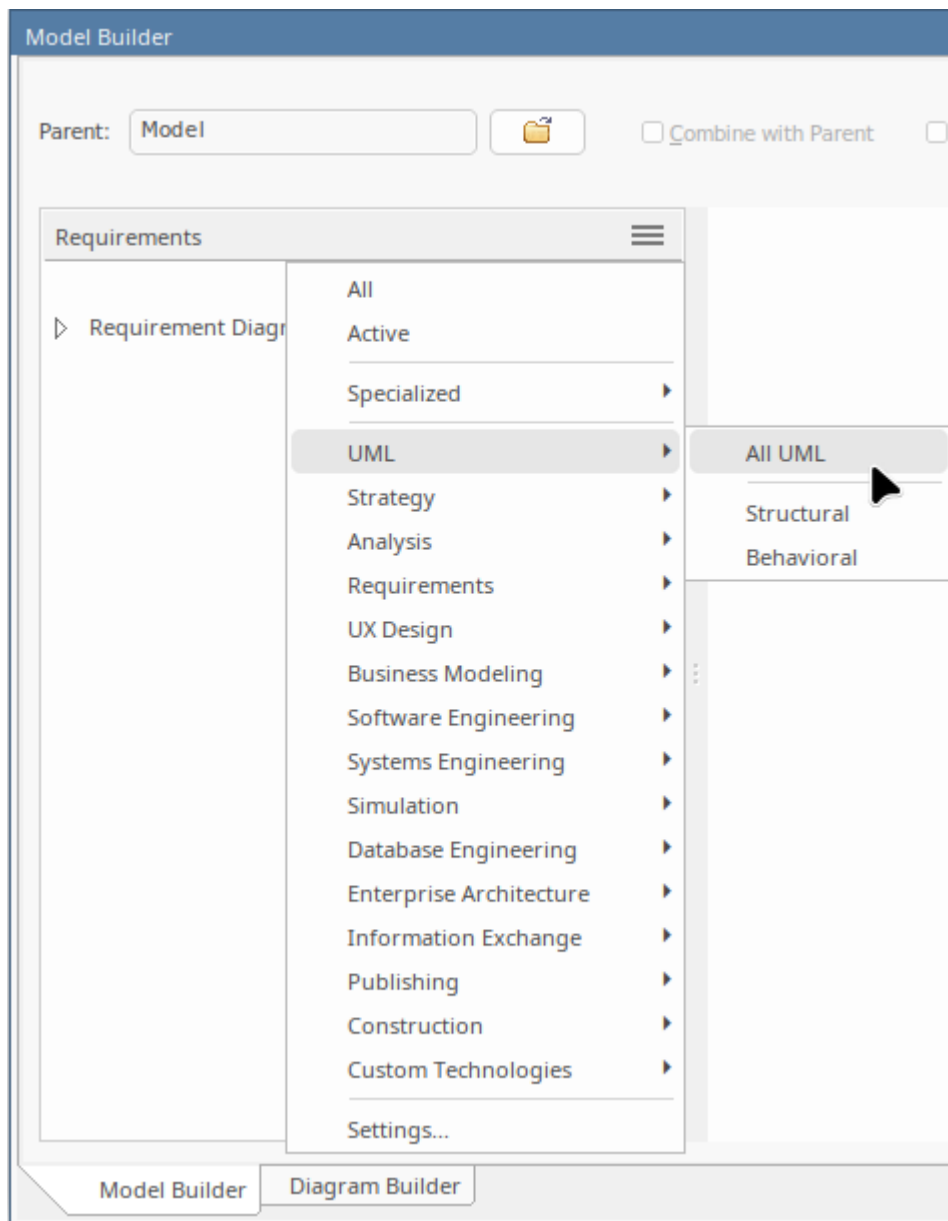 Model Builder
Parent: Model Combine with Parent
Requirements
Requirement Diagr
All
Active
Specialized
UML
Strategy
Analysis
Requirements
UX Design
Business Modeling
Software Engineering
Systems Engineering
Simulation
Database Engineering
Enterprise Architecture
Information Exchange
Publishing
Construction
Custom Technologies
Settings...
All UML
Structural
Behavioral
Model Builder Diagram Builder